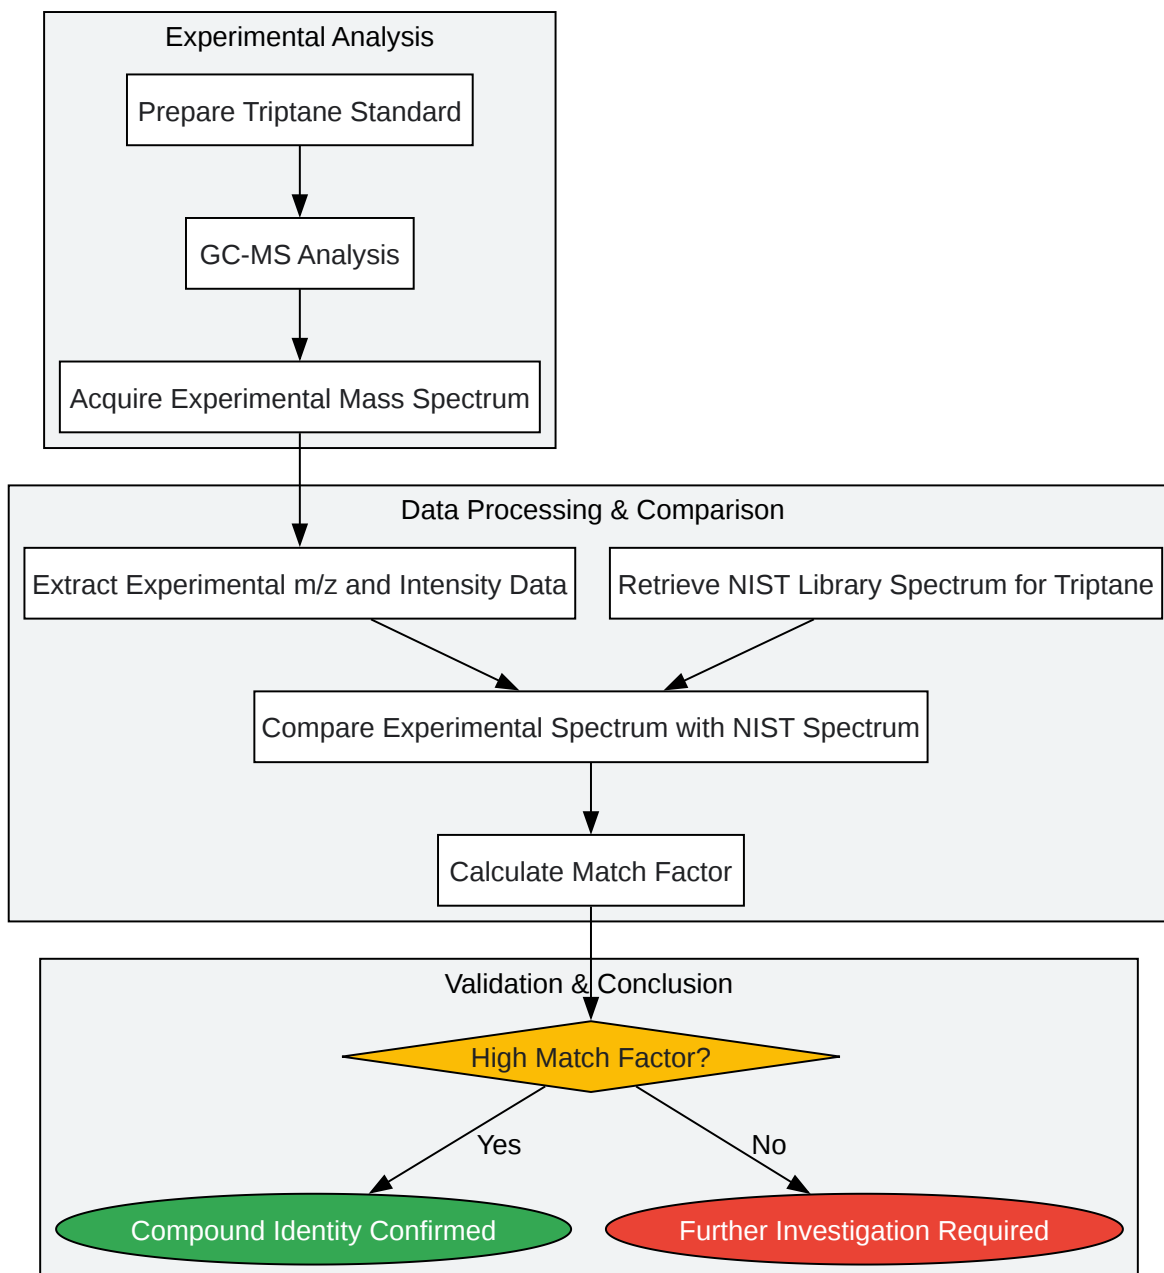 Experimental Analysis
Prepare Triptane Standard
GC-MS Analysis
Acquire Experimental Mass Spectrum
Data Processing & Comparison
Extract Experimental m/z and Intensity Data
Retrieve NIST Library Spectrum for Triptane
Compare Experimental Spectrum with NIST Spectrum
Calculate Match Factor
Validation & Conclusion
High Match Factor?
Yes
No
Compound Identity Confirmed
Further Investigation Required